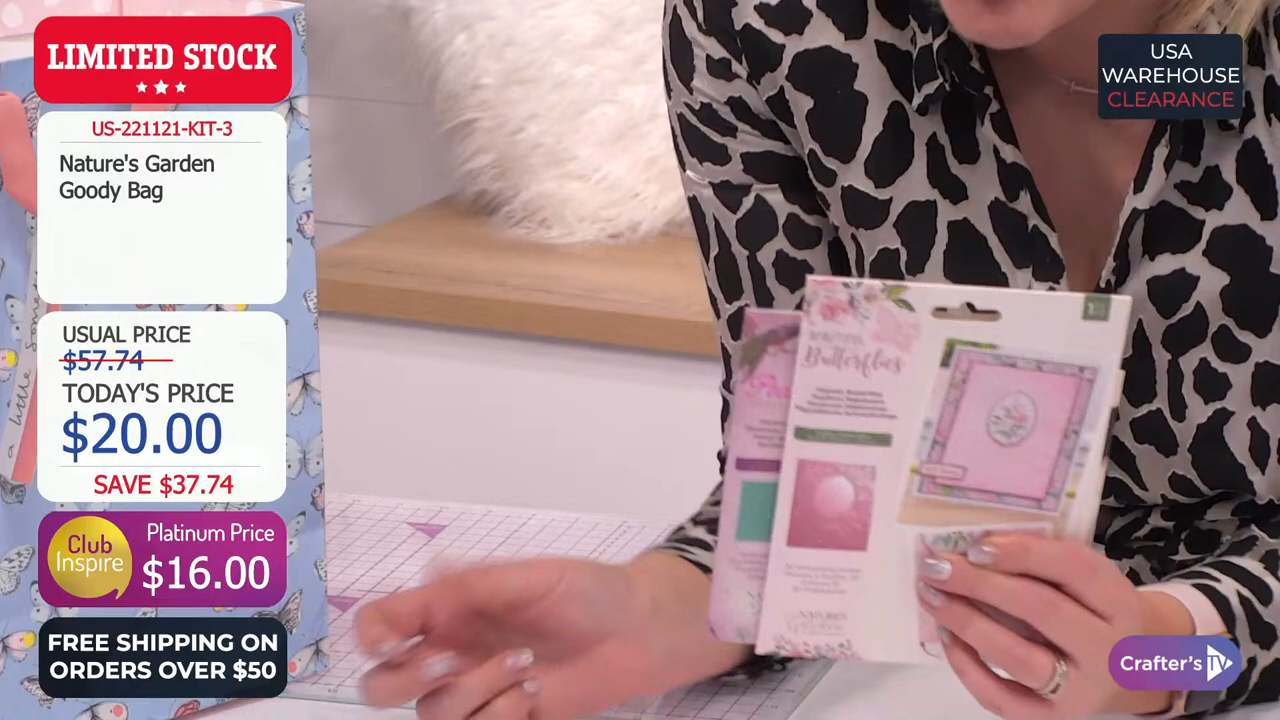 LIMITED STOCK
US-221121-KIT-3
Nature's Garden
Goody Bag
USUAL PRICE
$57.74
TODAY'S PRICE
$20.00
SAVE $37.74
Club
Inspire
Platinum Price
$16.00
FREE SHIPPING ON
ORDERS OVER $50
USA
WAREHOUSE
CLEARANCE
a little
Butterflies
NATURE'S
Crafter's TV